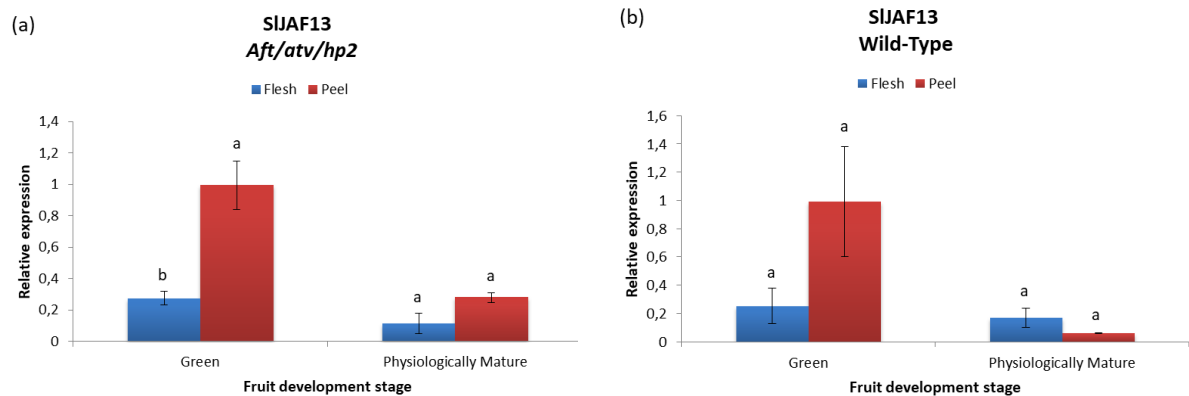 (a)
SlJAF13
Aft/atv/hp2
Flesh Peel
Relative expression
1,4
1,2
1
0,8
0,6
0,4
0,2
0
b
a
a
a
Green
Physiologically Mature
Fruit development stage
(b)
SlJAF13
Wild-Type
Flesh Peel
Relative expression
1,6
1,4
1,2
1
0,8
0,6
0,4
0,2
0
a
a
a
a
Green
Physiologically Mature
Fruit development stage